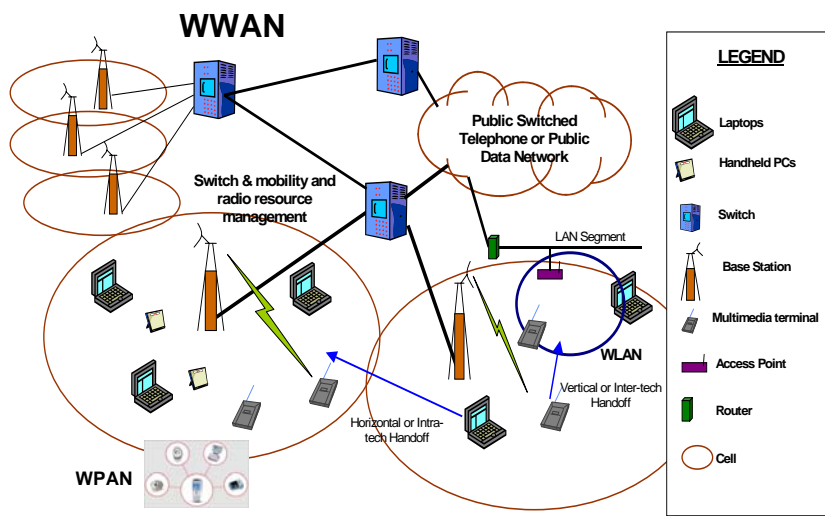 WWAN
Public Switched
Telephone or Public
Data Network
Switch & mobility and
radio resource
management
LAN Segment
WLAN
Vertical or Inter-tech
Handoff
Horizontal or Intra-
tech Handoff
WPAN
LEGEND
Laptops
Handheld PCs
Switch
Base Station
Multimedia terminal
Access Point
Router
Cell